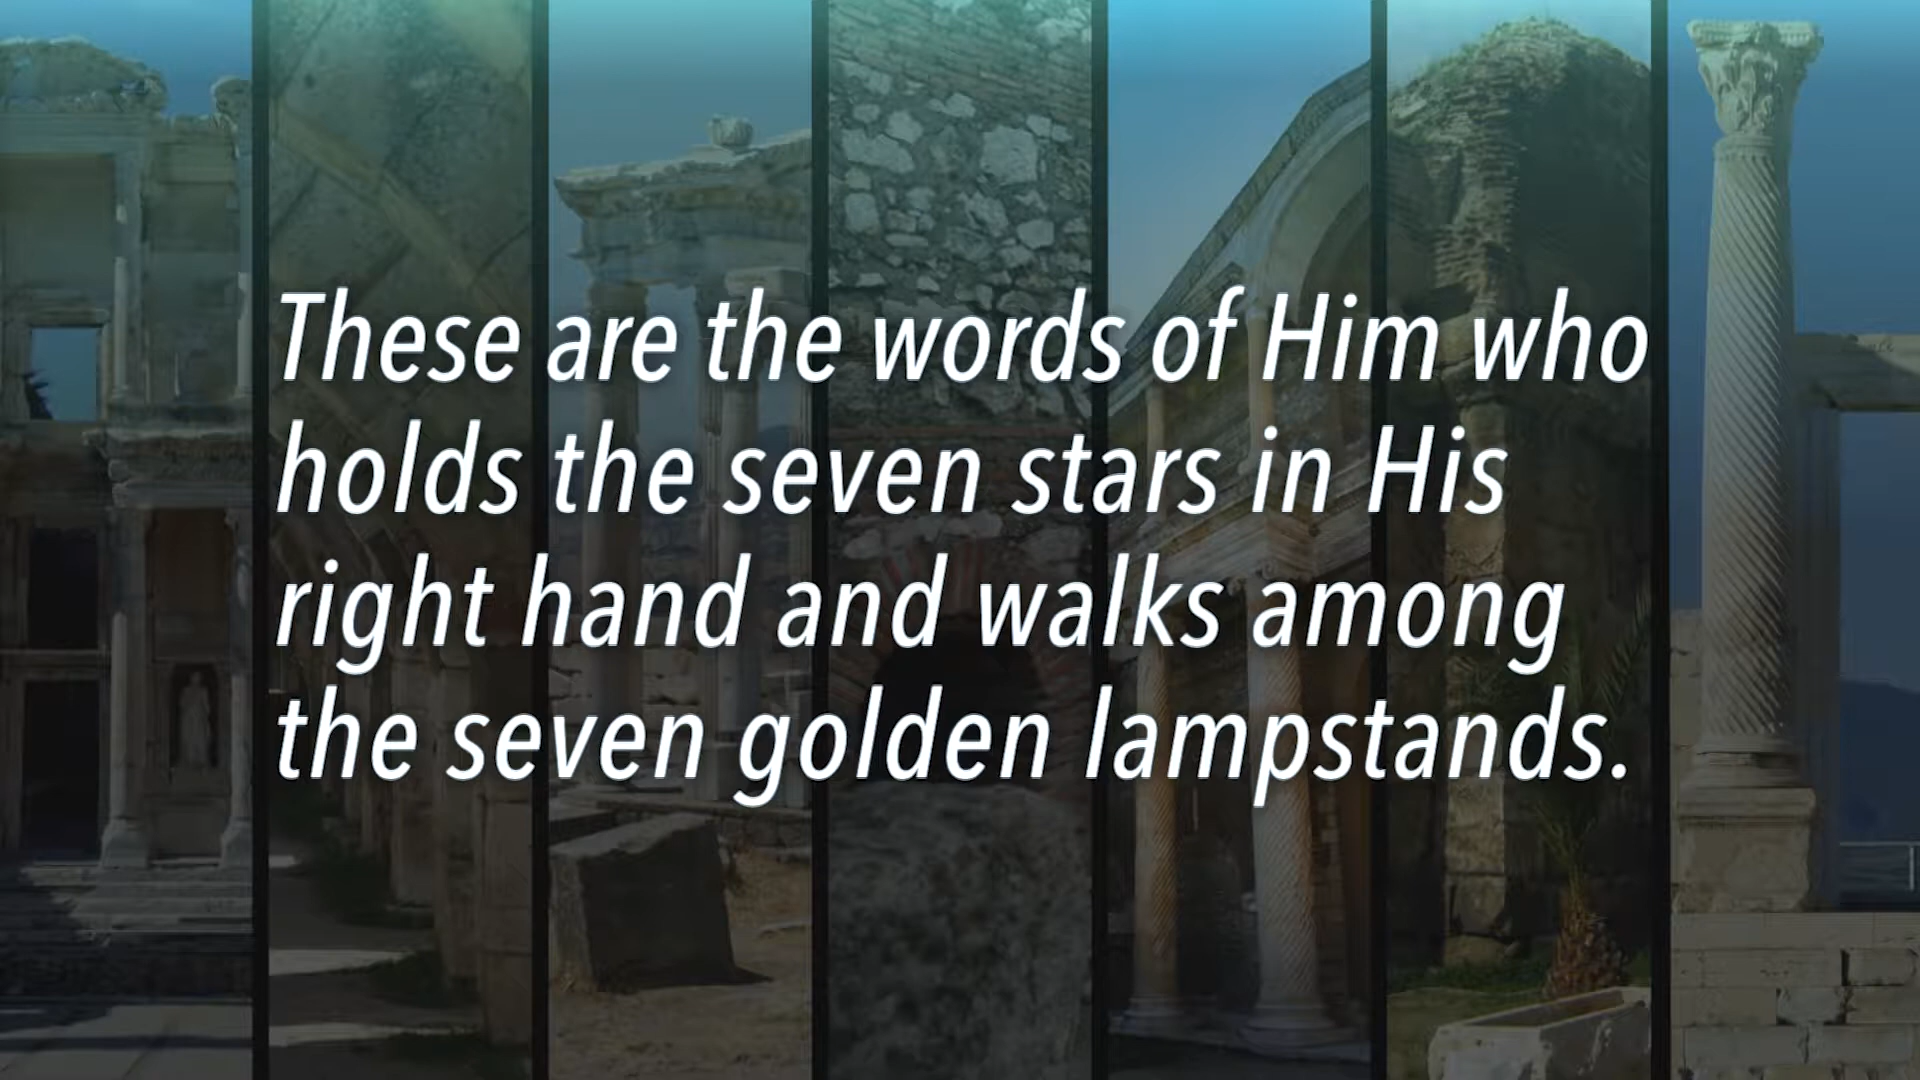 These are the words of Him who
holds the seven stars in His
right hand and walks among
the seven golden lampstands.